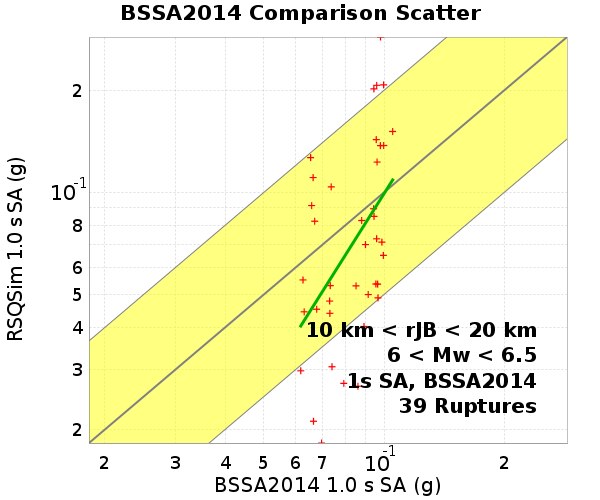 BSSA2014 Comparison Scatter
RSQSim 1.0 s SA (g)
2
10-1
8
6
5
4
3
2
10 km < rJB < 20 km
6 < Mw < 6.5
1s SA, BSSA2014
39 Ruptures
2 3 4 5 6 7 10-1 2
BSSA2014 1.0 s SA (g)